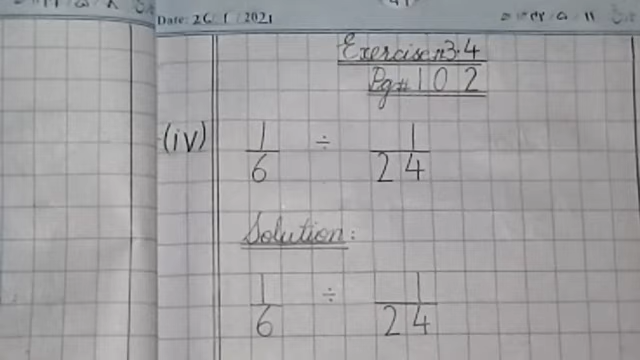 Date: 26/1/2021
Exercise#3.4
Pg#102
(iv) 1/6 ÷ 1/24
Solution:
1/6 ÷ 1/24